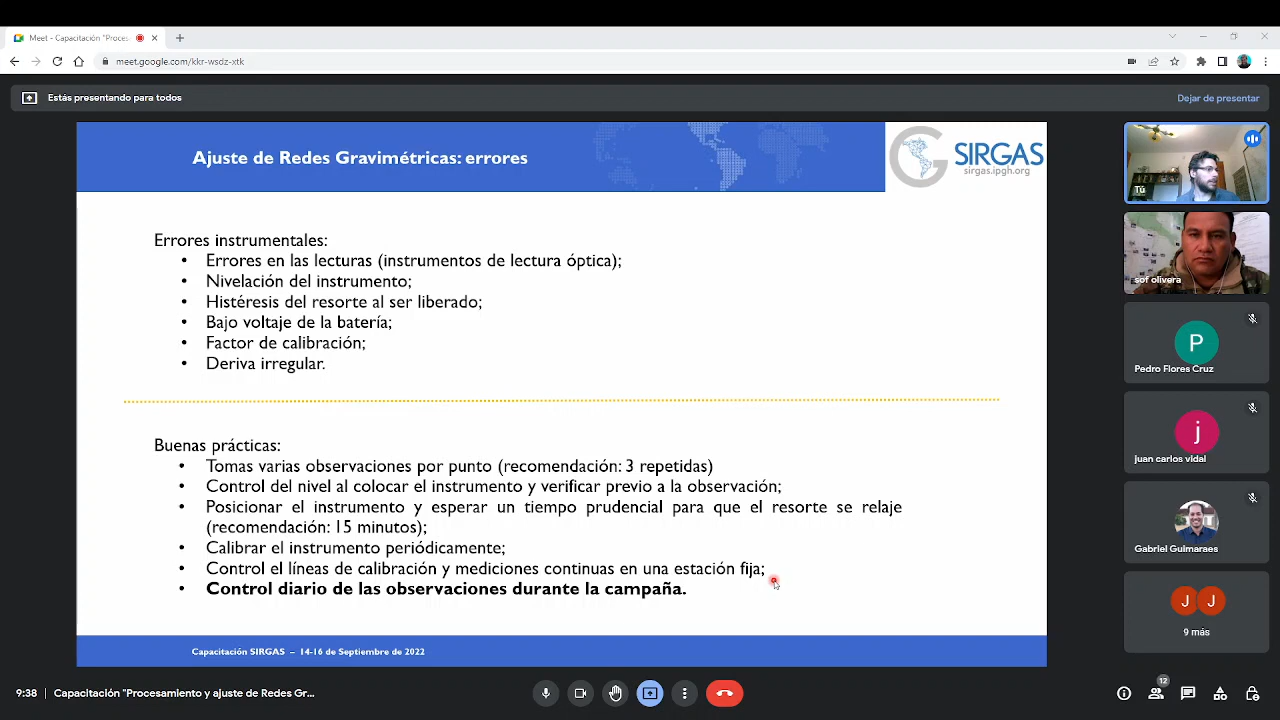 Meet - Capacitación "Proces
meet.google.com/kkr-wsdz-xtk
Estás presentando para todos
Dejar de presentar
Ajuste de Redes Gravimétricas: errores
SIRGAS
sirgas.ipgh.org
Errores instrumentales:
• Errores en las lecturas (instrumentos de lectura óptica);
• Nivelación del instrumento;
• Histéresis del resorte al ser liberado;
• Bajo voltaje de la batería;
• Factor de calibración;
• Deriva irregular.
Buenas prácticas:
• Tomas varias observaciones por punto (recomendación: 3 repetidas)
• Control del nivel al colocar el instrumento y verificar previo a la observación;
• Posicionar el instrumento y esperar un tiempo prudencial para que el resorte se relaje
(recomendación: 15 minutos);
• Calibrar el instrumento periódicamente;
• Control el líneas de calibración y mediciones continuas en una estación fija;
• Control diario de las observaciones durante la campaña.
Capacitación SIRGAS – 14-16 de Septiembre de 2022
Tú
sof olivera
P
Pedro Flores Cruz
j
juan carlos vidal
Gabriel Guimaraes
J J
9 más
9:38 | Capacitación "Procesamiento y ajuste de Redes Gr...
12